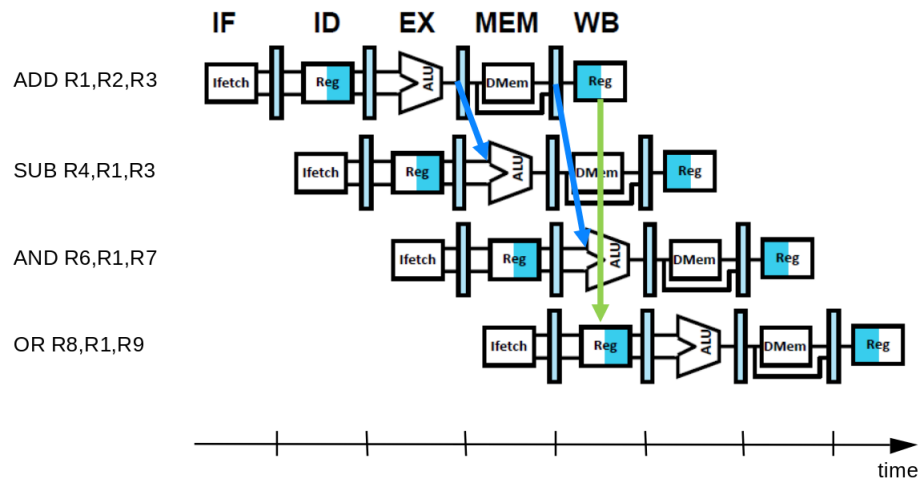 IF ID EX MEM WB
ADD R1,R2,R3 Ifetch Reg ALU DMem Reg
SUB R4,R1,R3 Ifetch Reg ALU DMem Reg
AND R6,R1,R7 Ifetch Reg ALU DMem Reg
OR R8,R1,R9 Ifetch Reg ALU DMem Reg
time